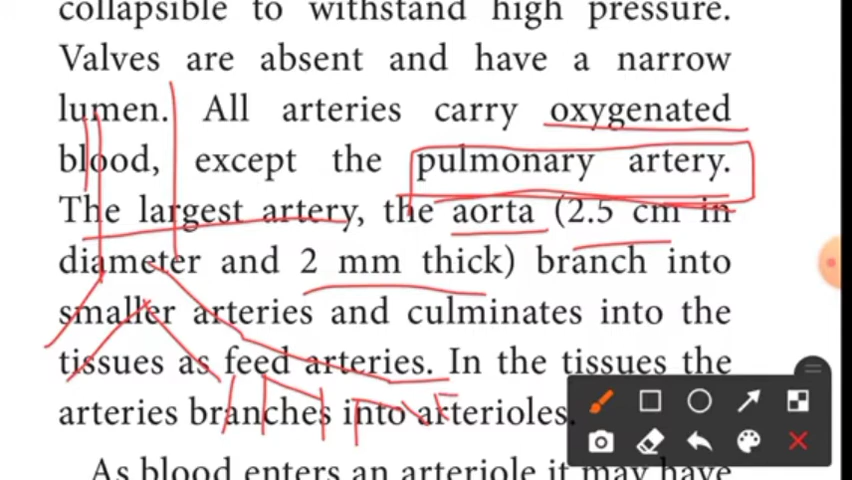 collapsible to withstand high pressure.
Valves are absent and have a narrow
lumen. All arteries carry oxygenated
blood, except the pulmonary artery.
The largest artery, the aorta (2.5 cm in
diameter and 2 mm thick) branch into
smaller arteries and culminates into the
tissues as feed arteries. In the tissues the
arteries branches into arterioles.
As blood enters an arteriole it may have